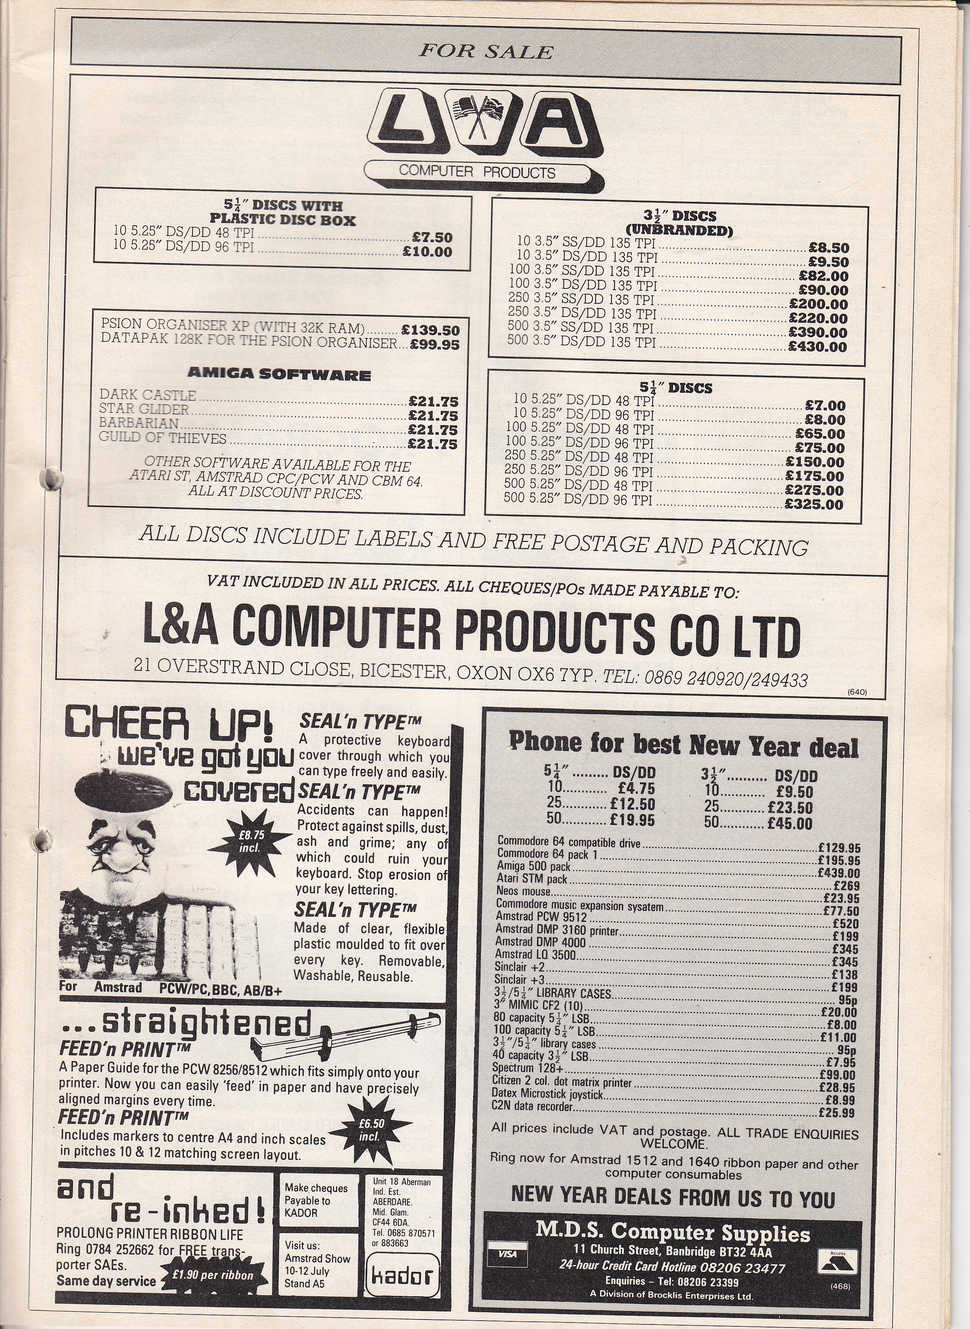 FOR SALE
L A
COMPUTER PRODUCTS
5¼" DISCS WITH
PLASTIC DISC BOX
10 5.25" DS/DD 48 TPI ........ £7.50
10 5.25" DS/DD 96 TPI ........ £10.00
PSION ORGANISER XP (WITH 32K RAM) ........ £139.50
DATAPAK 128K FOR THE PSION ORGANISER... £99.95
AMIGA SOFTWARE
DARK CASTLE ........ £21.75
STAR GLIDER ........ £21.75
BARBARIAN ........ £21.75
GUILD OF THIEVES ........ £21.75
OTHER SOFTWARE AVAILABLE FOR THE
ATARI ST, AMSTRAD CPC/PCW AND CBM 64.
ALL AT DISCOUNT PRICES.
3½" DISCS
(UNBRANDED)
10 3.5" SS/DD 135 TPI ........ £8.50
10 3.5" DS/DD 135 TPI ........ £9.50
100 3.5" SS/DD 135 TPI ........ £82.00
100 3.5" DS/DD 135 TPI ........ £90.00
250 3.5" SS/DD 135 TPI ........ £200.00
250 3.5" DS/DD 135 TPI ........ £220.00
500 3.5" SS/DD 135 TPI ........ £390.00
500 3.5" DS/DD 135 TPI ........ £430.00
5¼" DISCS
10 5.25" DS/DD 48 TPI ........ £7.00
10 5.25" DS/DD 96 TPI ........ £8.00
100 5.25" DS/DD 48 TPI ........ £65.00
100 5.25" DS/DD 96 TPI ........ £75.00
250 5.25" DS/DD 48 TPI ........ £150.00
250 5.25" DS/DD 96 TPI ........ £175.00
500 5.25" DS/DD 48 TPI ........ £275.00
500 5.25" DS/DD 96 TPI ........ £325.00
ALL DISCS INCLUDE LABELS AND FREE POSTAGE AND PACKING
VAT INCLUDED IN ALL PRICES. ALL CHEQUES/POs MADE PAYABLE TO:
L&A COMPUTER PRODUCTS CO LTD
21 OVERSTRAND CLOSE, BICESTER, OXON OX6 7YP. TEL: 0869 240920/249433
(640)
CHEER UP!
we've got you
covered
£8.75
incl.
SEAL'n TYPE™
A protective keyboard
cover through which you
can type freely and easily.
SEAL'n TYPE™
Accidents can happen!
Protect against spills, dust,
ash and grime; any of
which could ruin your
keyboard. Stop erosion of
your key lettering.
SEAL'n TYPE™
Made of clear, flexible
plastic moulded to fit over
every key. Removable,
Washable, Reusable.
For Amstrad PCW/PC, BBC, AB/B+
...straightened
FEED'n PRINT™
A Paper Guide for the PCW 8256/8512 which fits simply onto your
printer. Now you can easily 'feed' in paper and have precisely
aligned margins every time.
FEED'n PRINT™
Includes markers to centre A4 and inch scales
in pitches 10 & 12 matching screen layout.
£6.50
incl.
and
re-inked!
PROLONG PRINTER RIBBON LIFE
Ring 0784 252662 for FREE trans-
porter SAEs.
Same day service
£1.90 per ribbon
Make cheques
Payable to
KADOR
Visit us:
Amstrad Show
10-12 July
Stand A5
Unit 18 Aberman
Ind. Est.
ABERDARE.
Mid. Glam.
CF44 6DA.
Tel. 0685 870571
or 883663
kador
Phone for best New Year deal
5¼" .......... DS/DD
10 ............ £4.75
25 ............ £12.50
50 ............ £19.95
3½" .......... DS/DD
10 ............ £9.50
25 ............ £23.50
50 ............ £45.00
Commodore 64 compatible drive ........ £129.95
Commodore 64 pack 1 ........ £195.95
Amiga 500 pack ........ £439.00
Atari STM pack ........ £269
Neos mouse ........ £23.95
Commodore music expansion sysatem ........ £77.50
Amstrad PCW 9512 ........ £520
Amstrad DMP 3160 printer ........ £199
Amstrad DMP 4000 ........ £345
Amstrad LQ 3500 ........ £345
Sinclair +2 ........ £138
Sinclair +3 ........ £199
3½/5¼" LIBRARY CASES ........ 95p
3" MIMIC CF2 (10) ........ £20.00
80 capacity 5¼" LSB ........ £8.00
100 capacity 5¼" LSB ........ £11.00
3½"/5¼" library cases ........ 95p
40 capacity 3½" LSB ........ £7.95
Spectrum 128+ ........ £99.00
Citizen 2 col. dot matrix printer ........ £28.95
Datex Microstick joystick ........ £8.99
C2N data recorder ........ £25.99
All prices include VAT and postage. ALL TRADE ENQUIRIES
WELCOME.
Ring now for Amstrad 1512 and 1640 ribbon paper and other
computer consumables
NEW YEAR DEALS FROM US TO YOU
M.D.S. Computer Supplies
11 Church Street, Banbridge BT32 4AA
24-hour Credit Card Hotline 08206 23477
Enquiries – Tel: 08206 23399
A Division of Brocklis Enterprises Ltd.
VISA
(468)